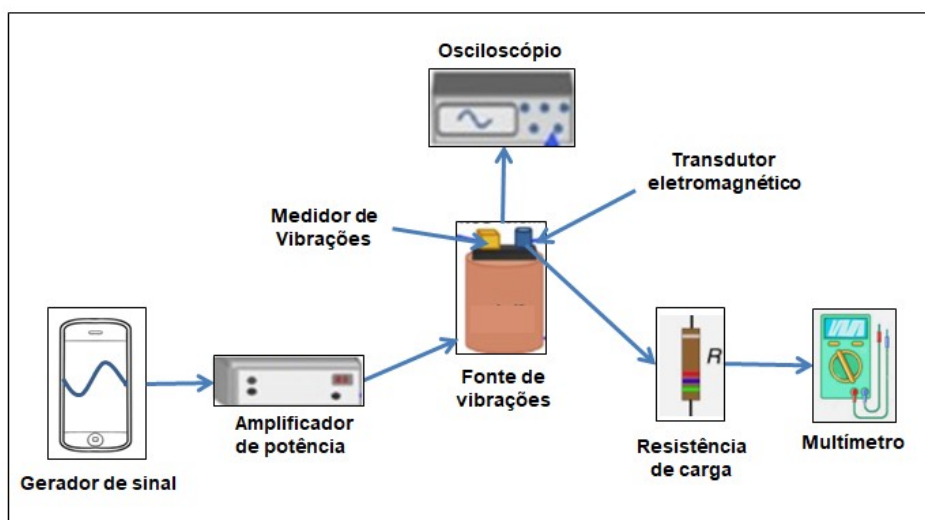 Osciloscópio
Transdutor
eletromagnético
Medidor de
Vibrações
R
Fonte de
vibrações
Amplificador
de potência
Resistência
de carga
Multímetro
Gerador de sinal